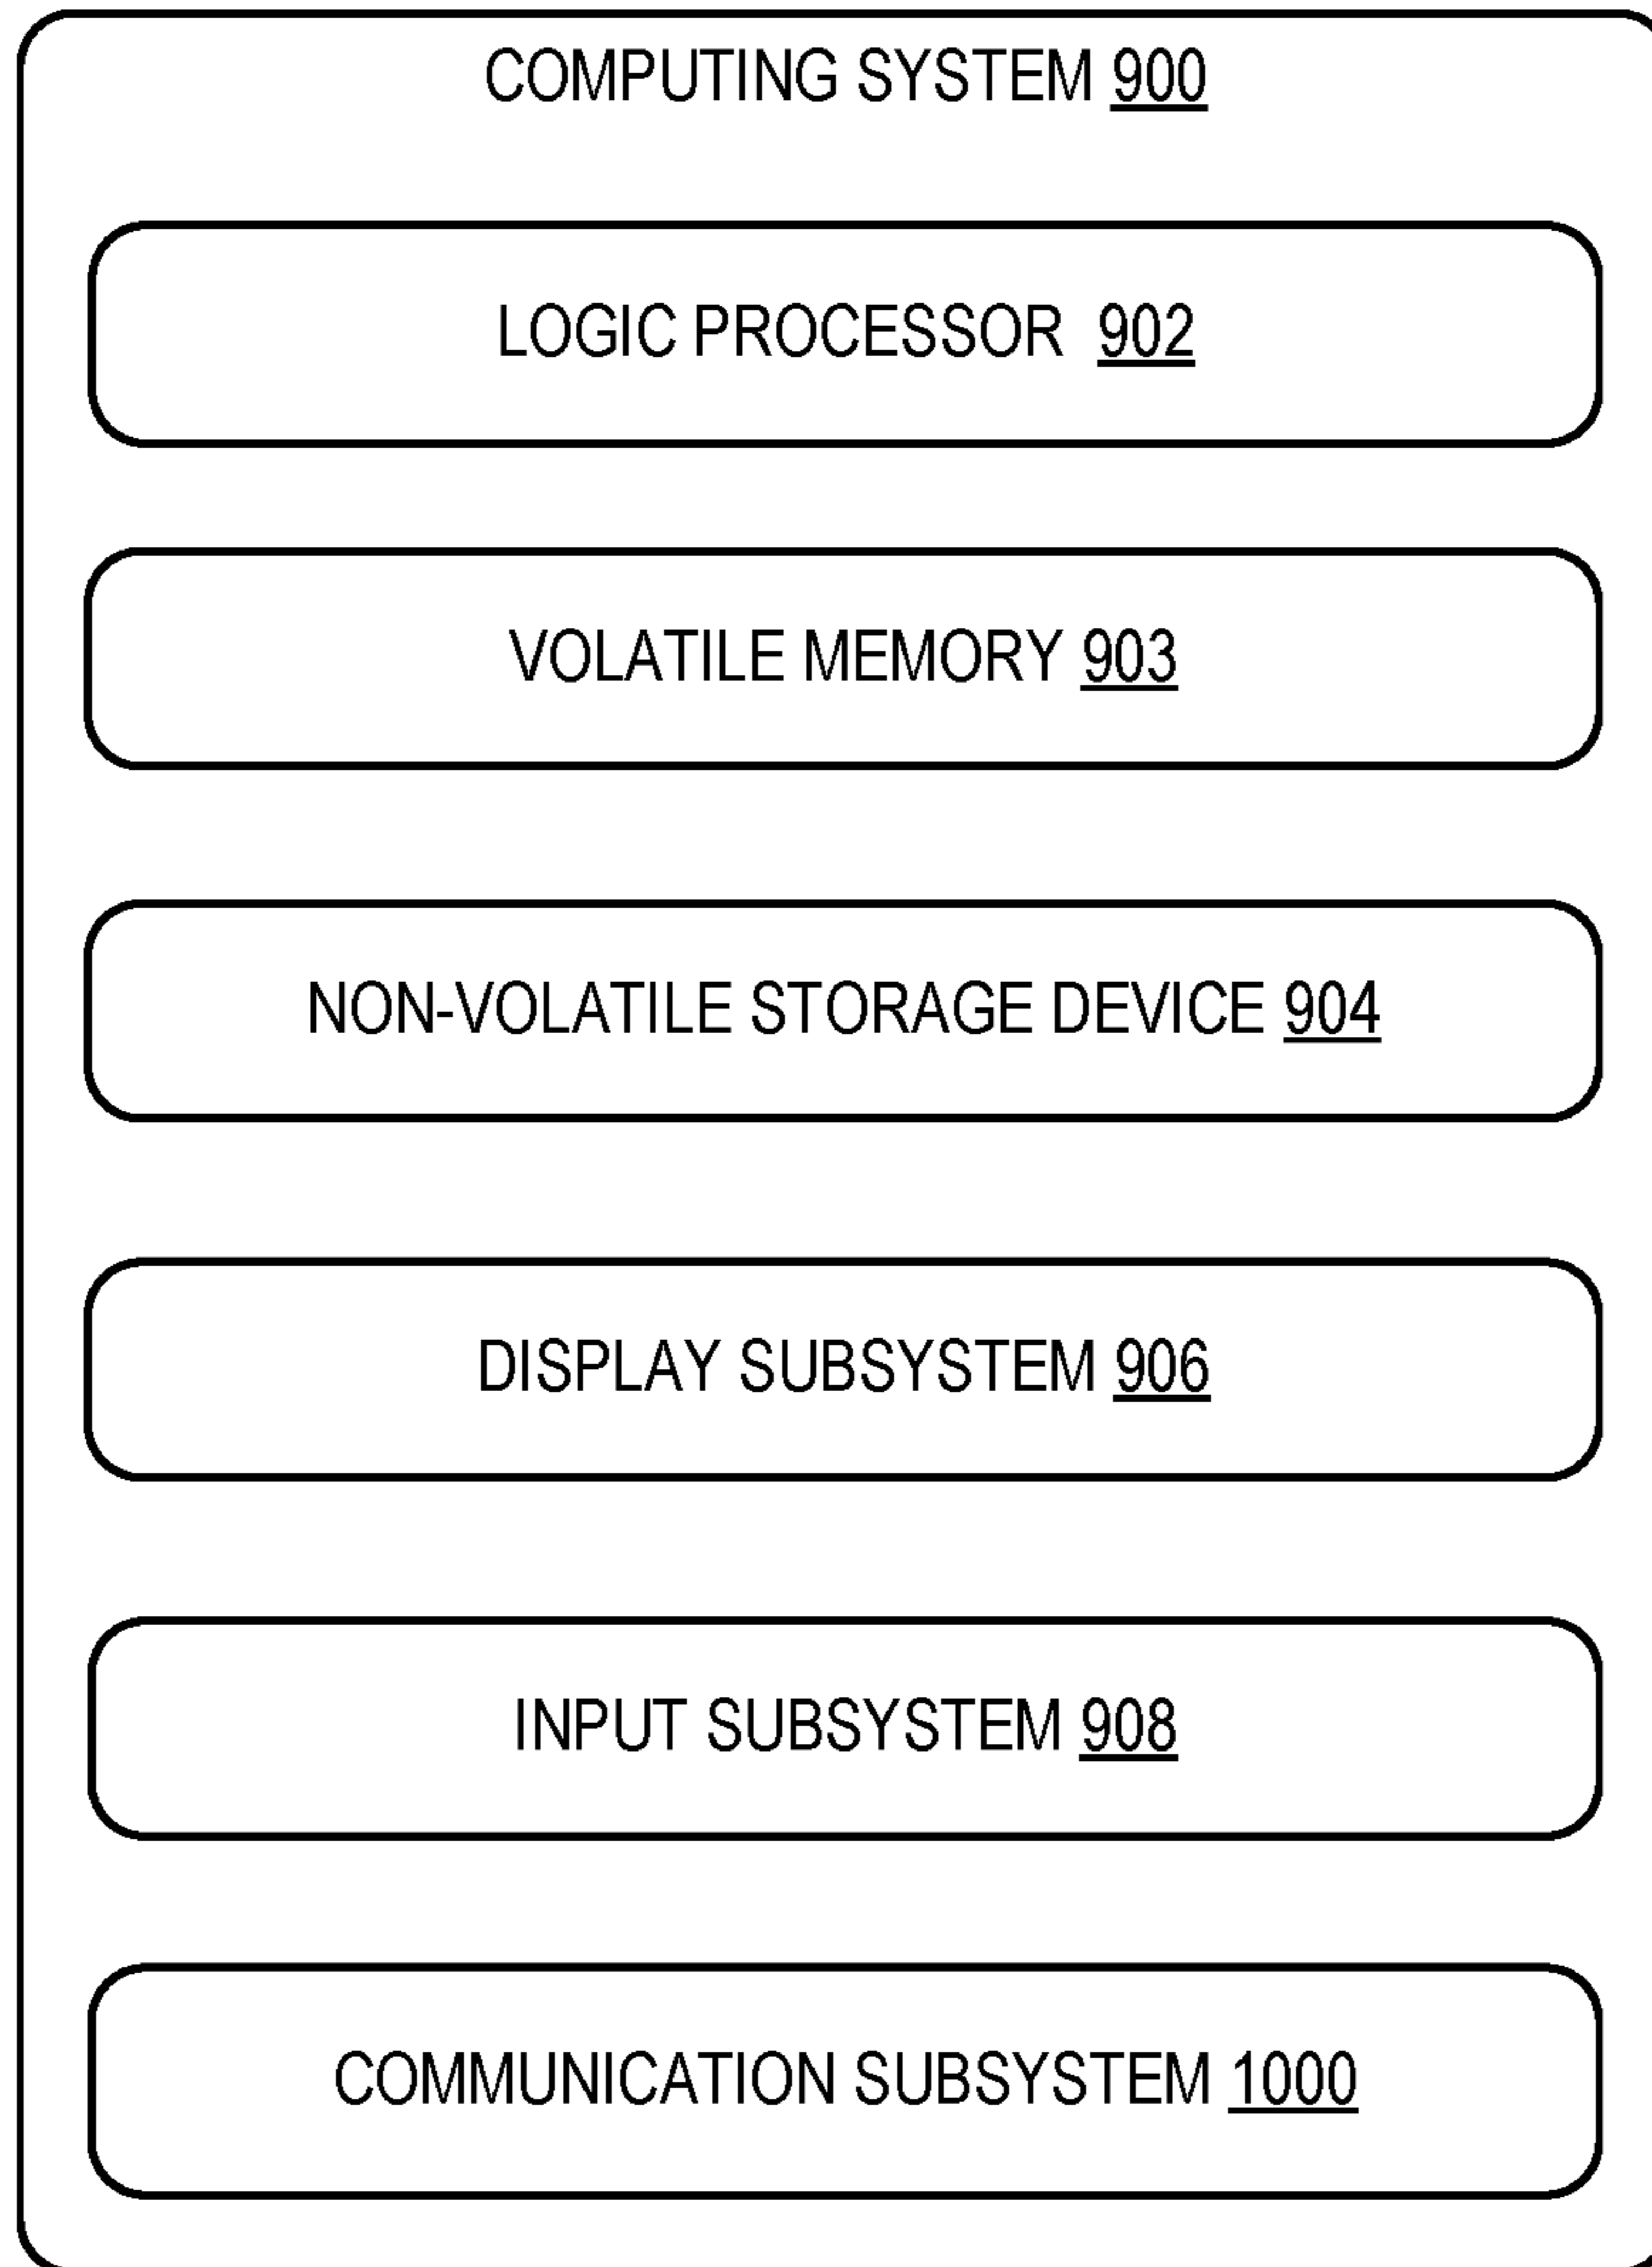 COMPUTING SYSTEM 900
LOGIC PROCESSOR 902
VOLATILE MEMORY 903
NON-VOLATILE STORAGE DEVICE 904
DISPLAY SUBSYSTEM 906
INPUT SUBSYSTEM 908
COMMUNICATION SUBSYSTEM 1000